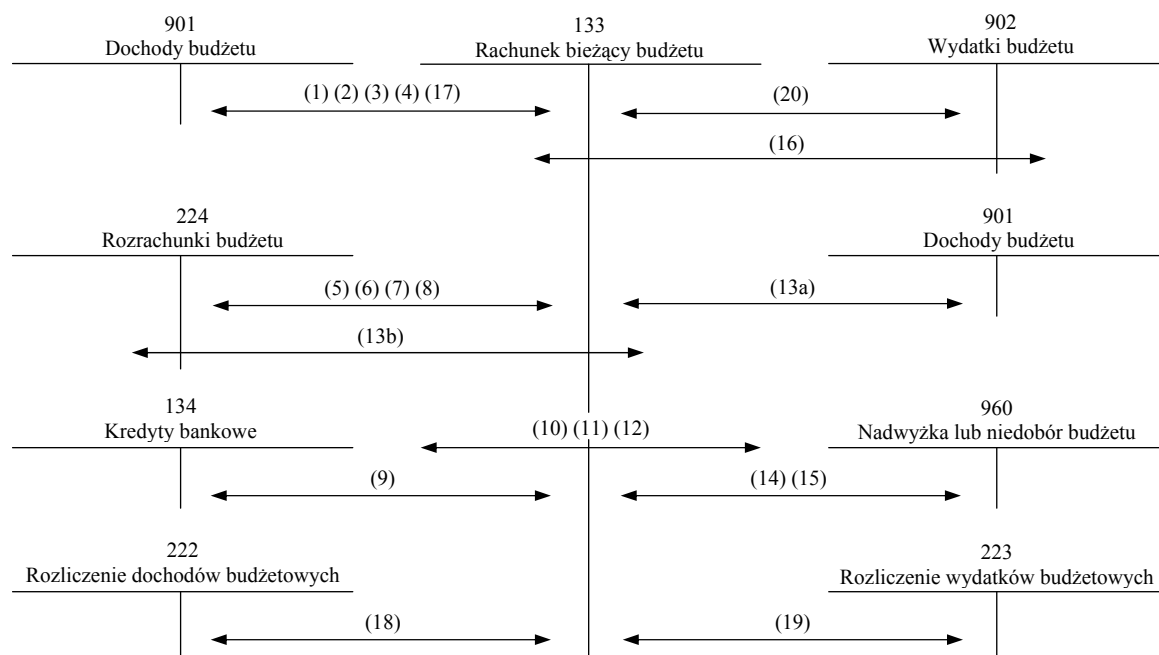 901
Dochody budżetu
133
Rachunek bieżący budżetu
902
Wydatki budżetu
(1) (2) (3) (4) (17)
(20)
(16)
224
Rozrachunki budżetu
901
Dochody budżetu
(5) (6) (7) (8)
(13a)
(13b)
134
Kredyty bankowe
(10) (11) (12)
960
Nadwyżka lub niedobór budżetu
(9)
(14) (15)
222
Rozliczenie dochodów budżetowych
223
Rozliczenie wydatków budżetowych
(18)
(19)